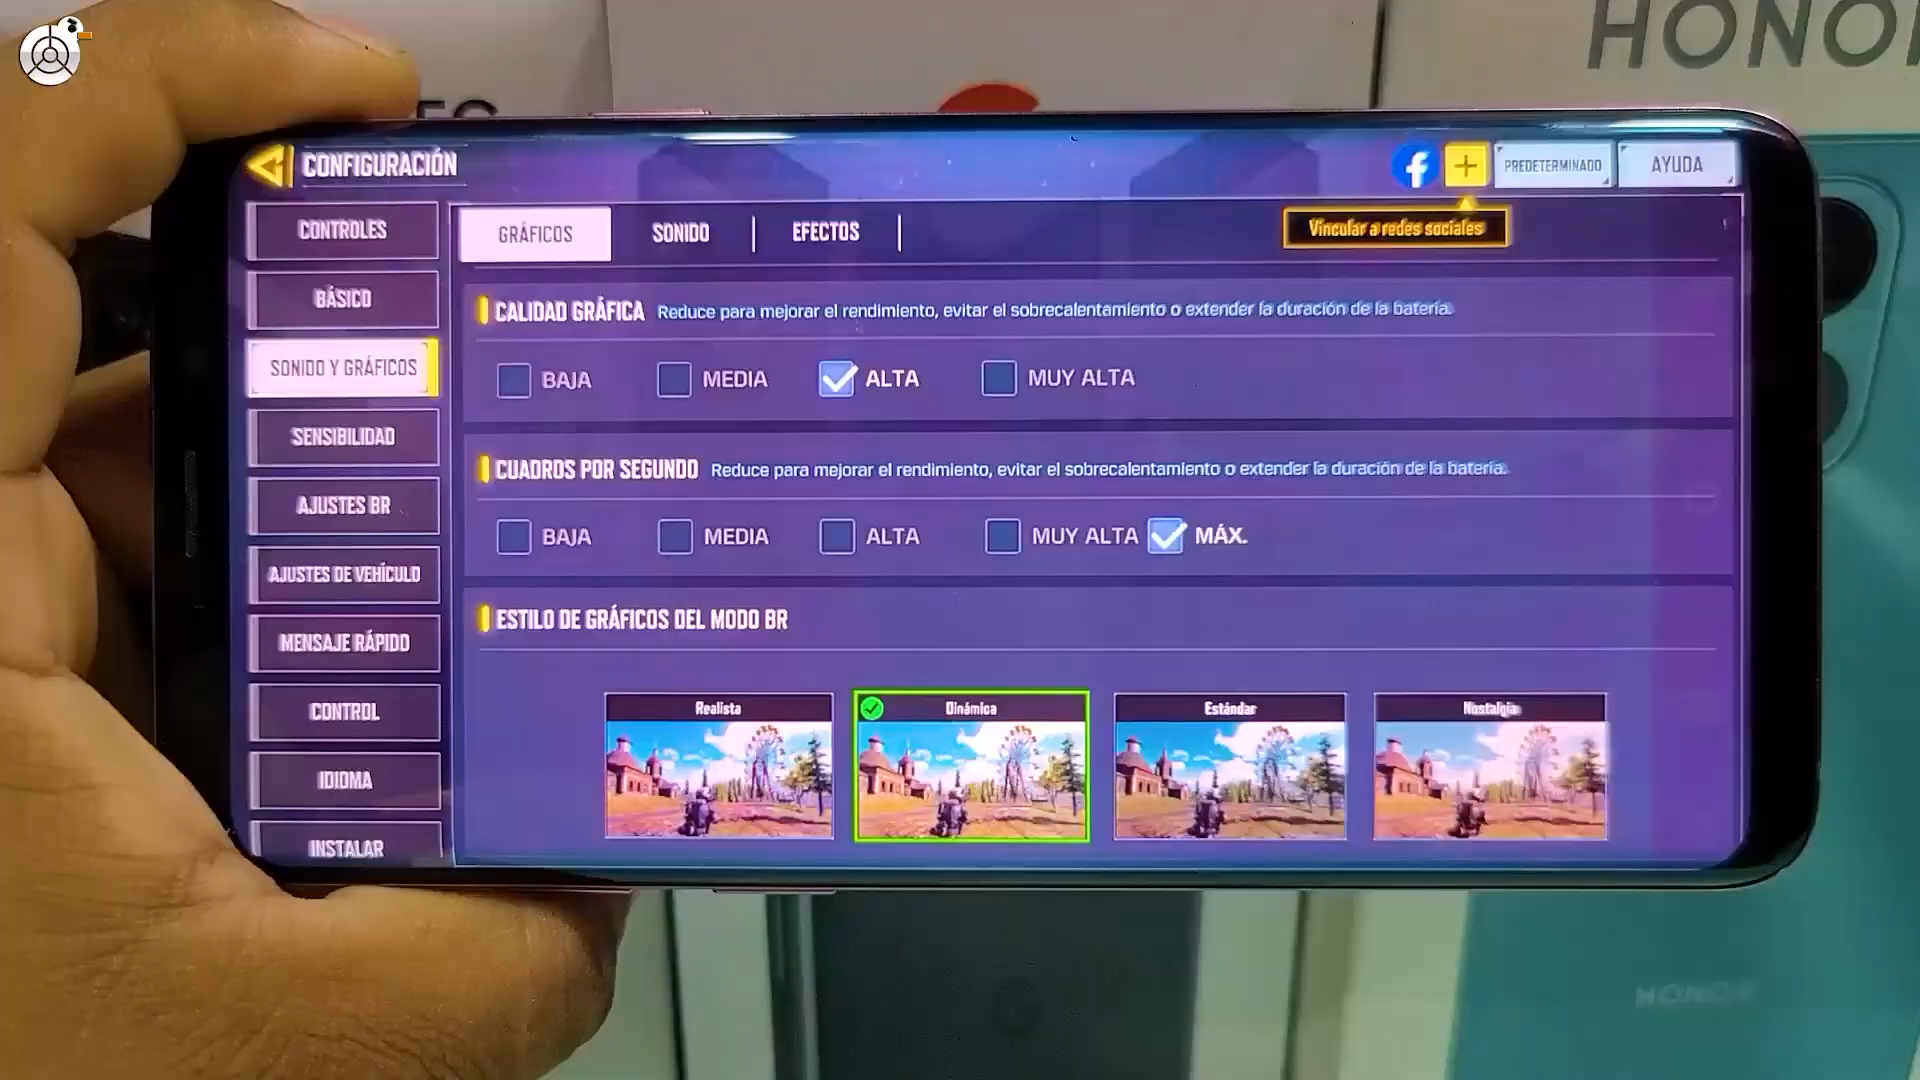 HONOR
CONFIGURACIÓN
PREDETERMINADO
AYUDA
Vincular a redes sociales
CONTROLES
BÁSICO
SONIDO Y GRÁFICOS
SENSIBILIDAD
AJUSTES BR
AJUSTES DE VEHÍCULO
MENSAJE RÁPIDO
CONTROL
IDIOMA
INSTALAR
GRÁFICOS
SONIDO
EFECTOS
CALIDAD GRÁFICA Reduce para mejorar el rendimiento, evitar el sobrecalentamiento o extender la duración de la batería.
BAJA MEDIA ALTA MUY ALTA
CUADROS POR SEGUNDO Reduce para mejorar el rendimiento, evitar el sobrecalentamiento o extender la duración de la batería.
BAJA MEDIA ALTA MUY ALTA MÁX.
ESTILO DE GRÁFICOS DEL MODO BR
Realista Dinámica Estándar Nostalgia
HONOR